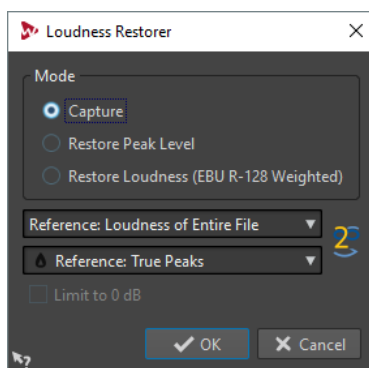 Loudness Restorer
Mode
Capture
Restore Peak Level
Restore Loudness (EBU R-128 Weighted)
Reference: Loudness of Entire File
2
Reference: True Peaks
Limit to 0 dB
OK
Cancel
?